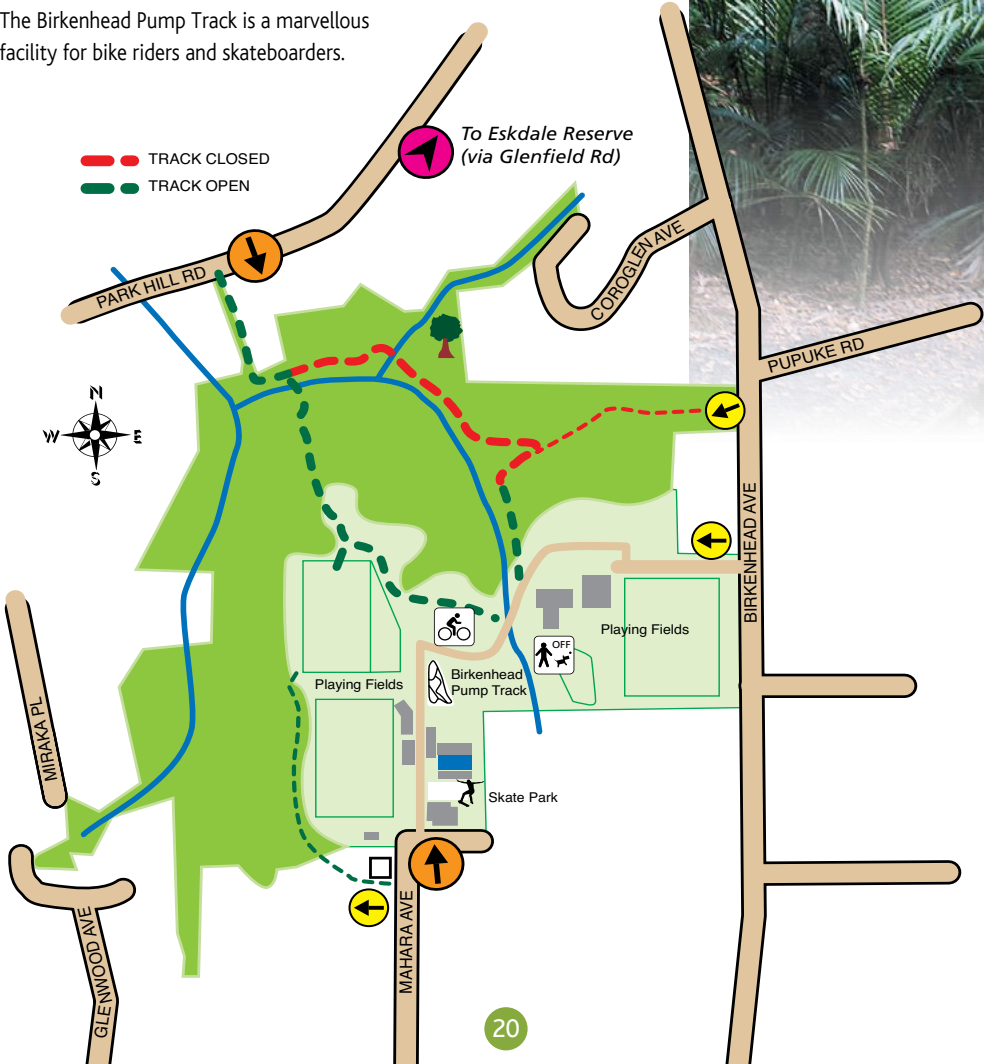 The Birkenhead Pump Track is a marvellous
facility for bike riders and skateboarders.
To Eskdale Reserve
(via Glenfield Rd)
TRACK CLOSED
TRACK OPEN
PARK HILL RD
COROGLEN AVE
PUPUKE RD
N
W
E
S
BIRKENHEAD AVE
Playing Fields
OFF
Birkenhead
Pump Track
Playing Fields
MIRAKA PL
Skate Park
MAHARA AVE
GLENWOOD AVE
20